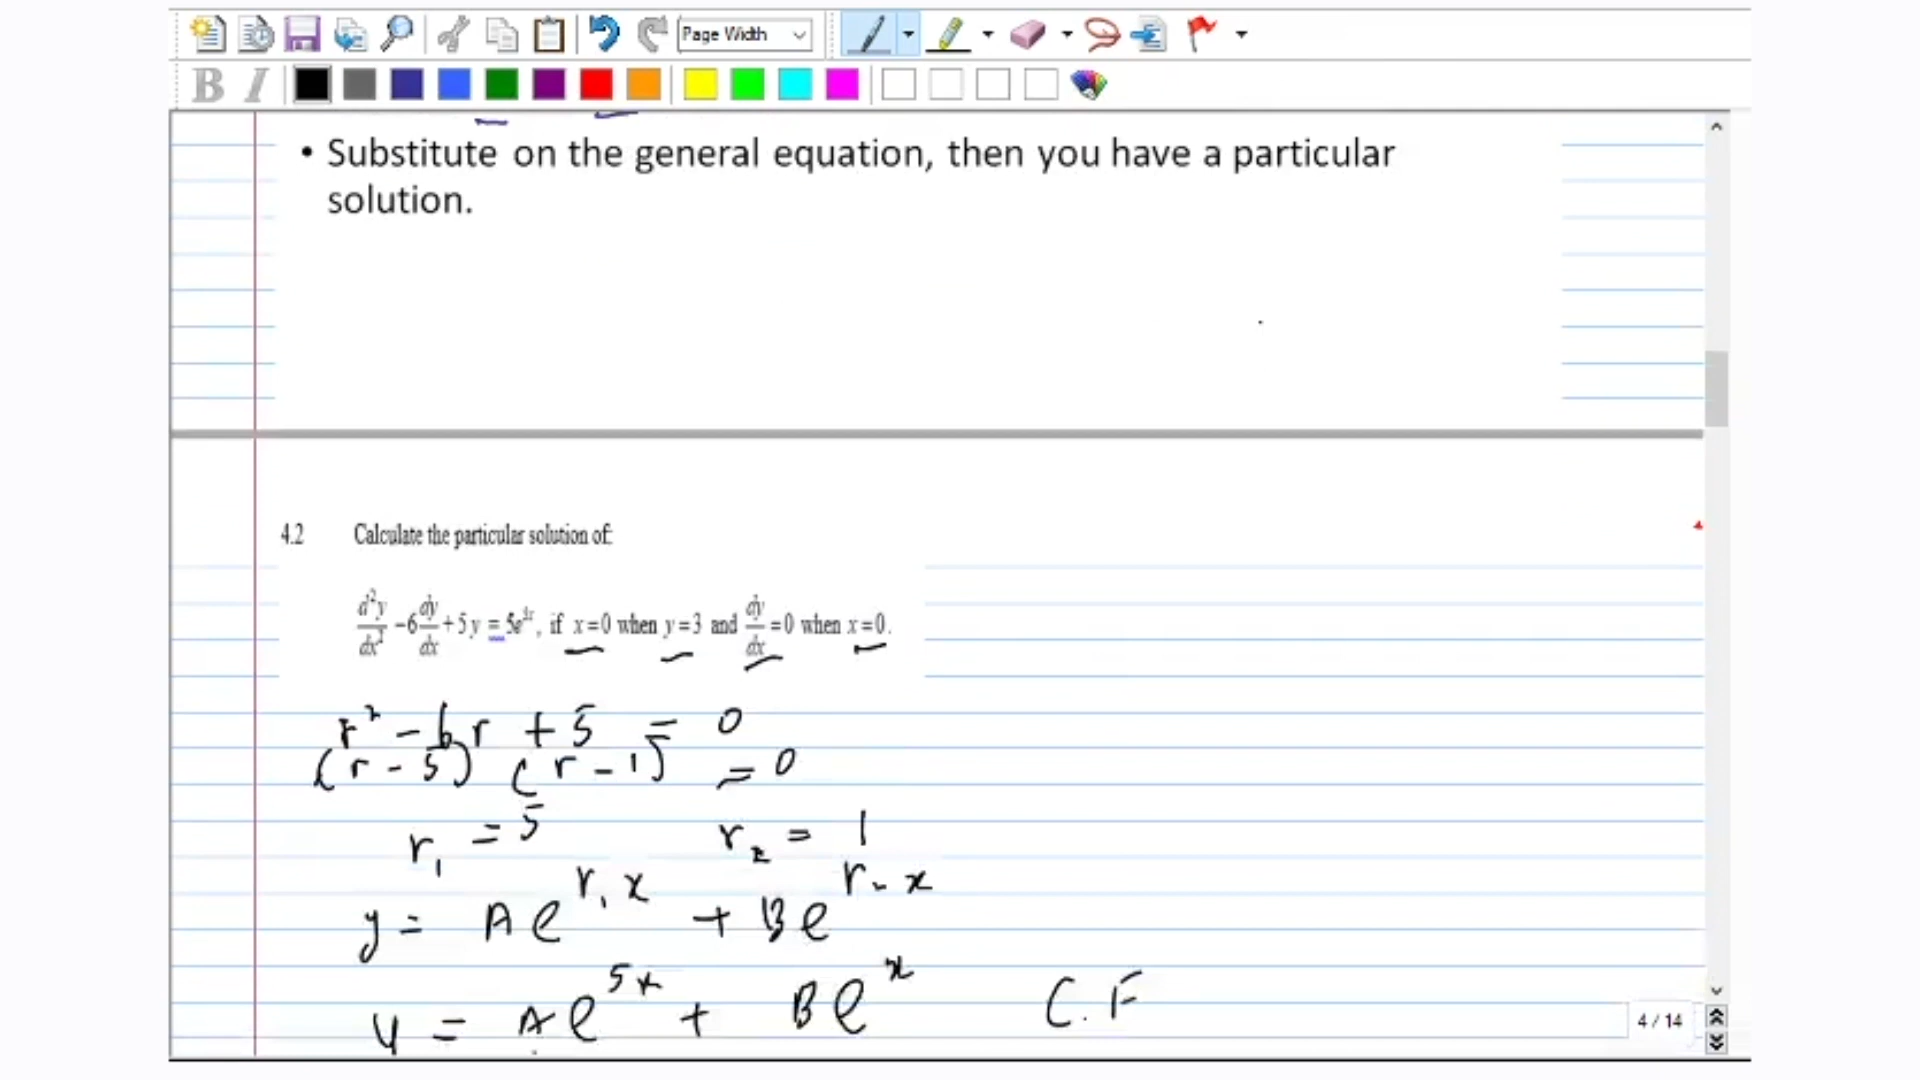 Page Width
B I
• Substitute on the general equation, then you have a particular
solution.
4.2 Calculate the particular solution of:
d²y/dx² −6 dy/dx +5y = 5e , if x=0 when y=3 and dy/dx =0 when x=0.
r² − 6r + 5 = 0
(r − 5) (r − 1) = 0
r₁ = 5 r₂ = 1
y = Ae^(r₁x) + Be^(r₂x)
y = Ae^(5x) + Be^x C.F
4 / 14